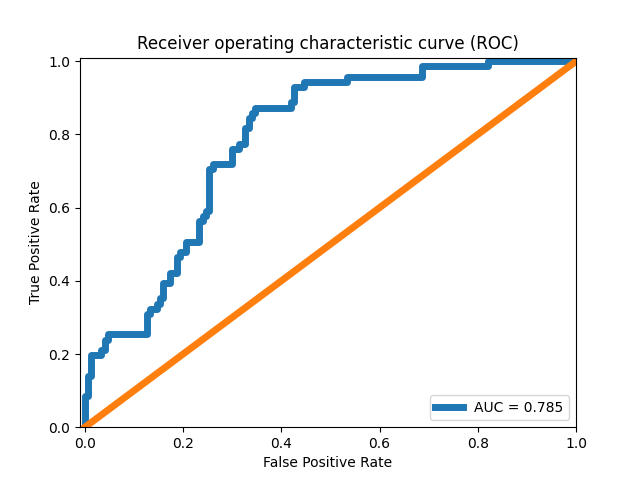 Receiver operating characteristic curve (ROC)
True Positive Rate
1.0
0.8
0.6
0.4
0.2
0.0
AUC = 0.785
0.0 0.2 0.4 0.6 0.8 1.0
False Positive Rate